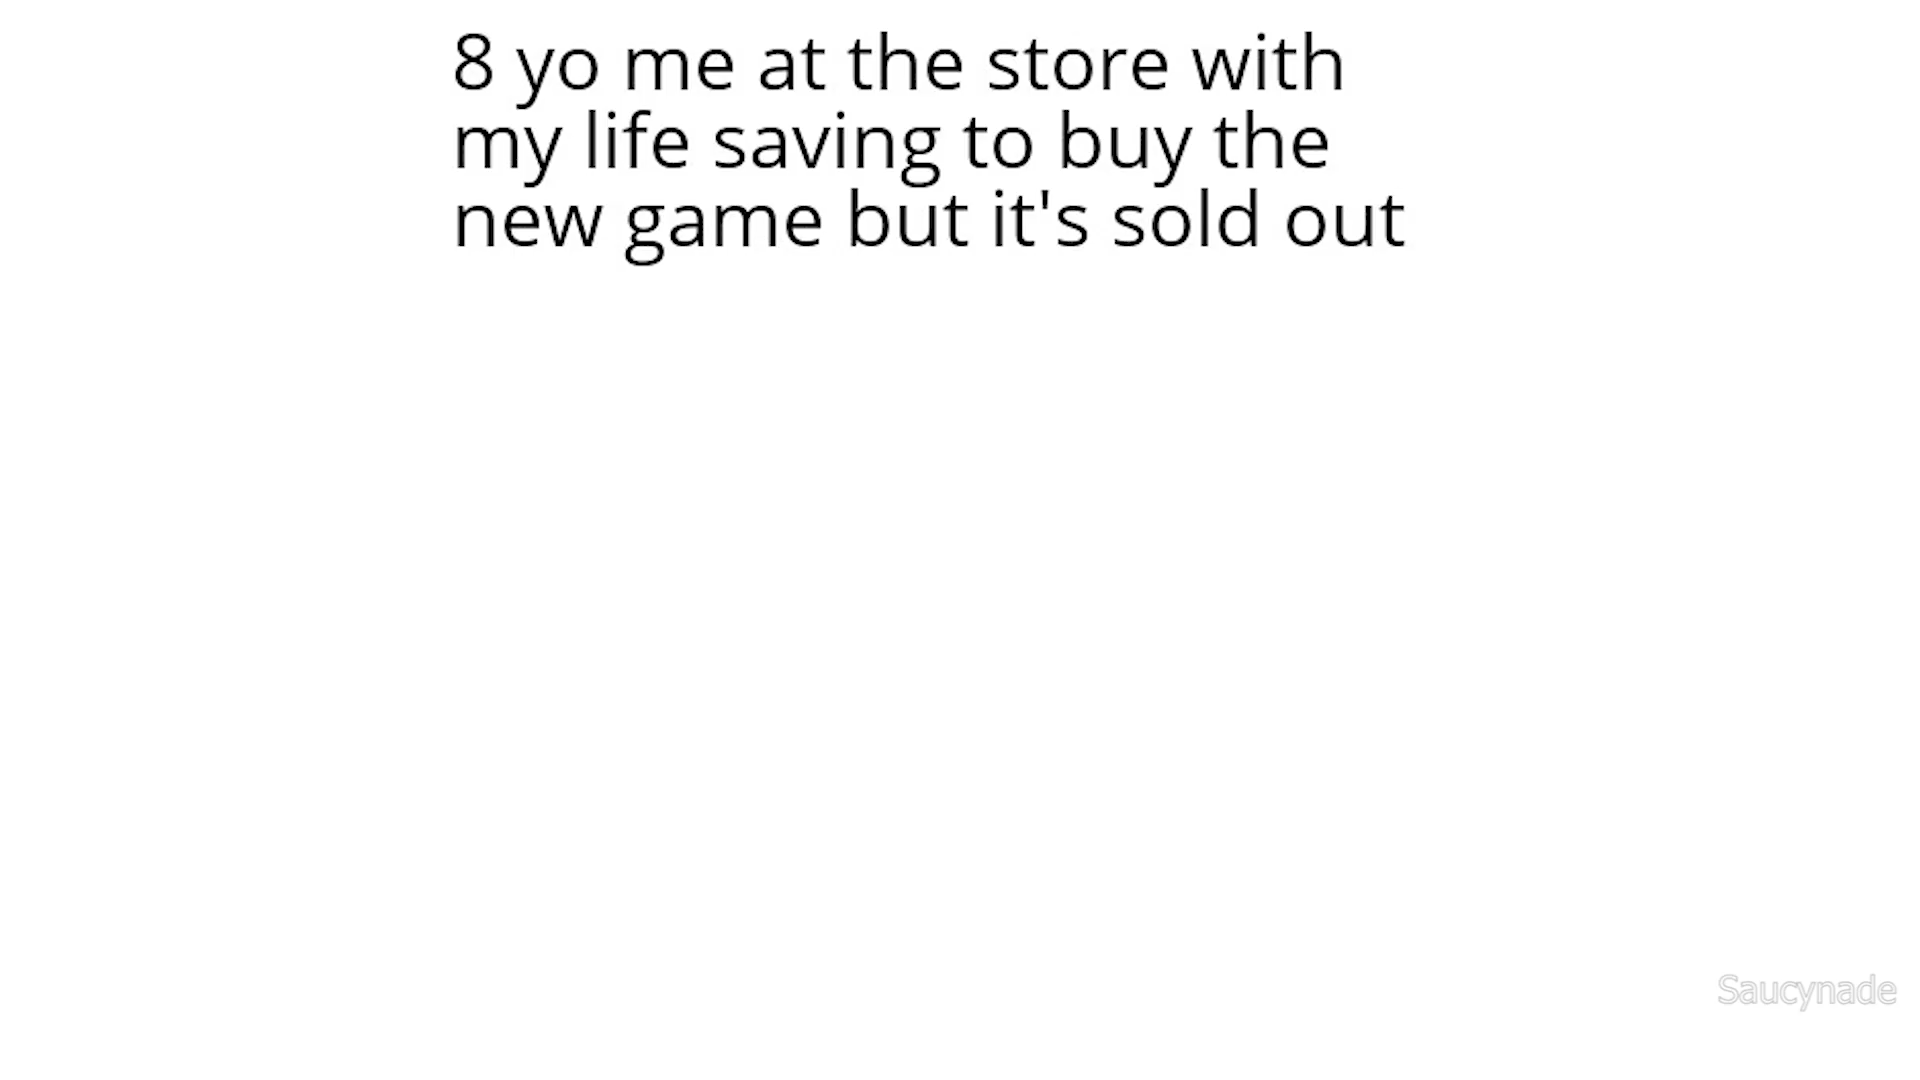 8 yo me at the store with
my life saving to buy the
new game but it's sold out
Saucynade